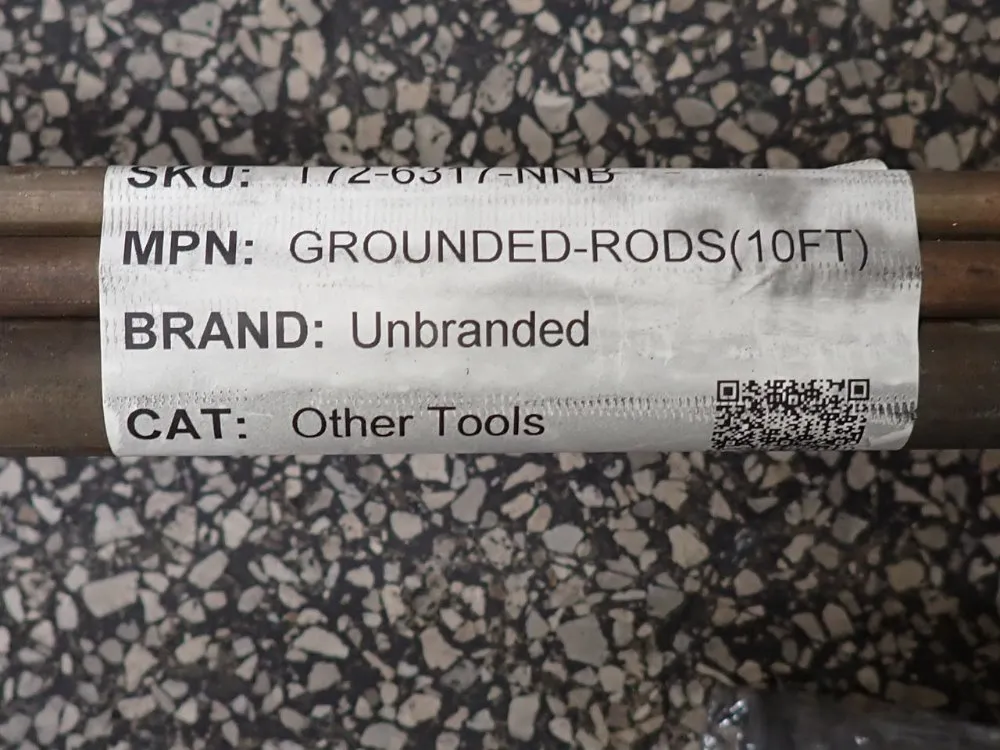 SKU: 172-6317-NNB
MPN: GROUNDED-RODS(10FT)
BRAND: Unbranded
CAT: Other Tools